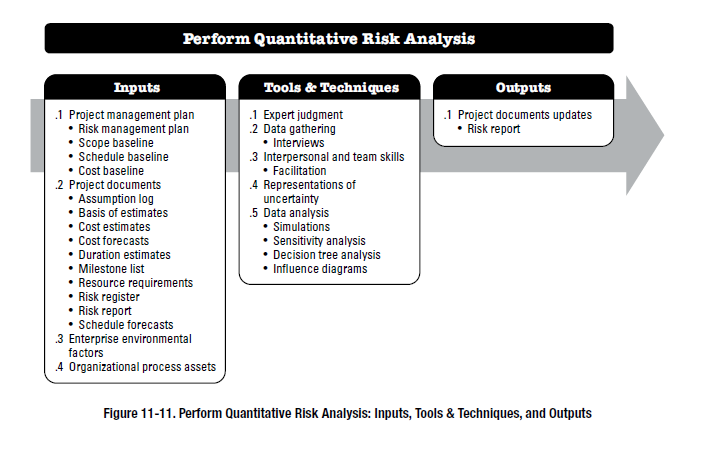 Perform Quantitative Risk Analysis
Inputs
.1 Project management plan
• Risk management plan
• Scope baseline
• Schedule baseline
• Cost baseline
.2 Project documents
• Assumption log
• Basis of estimates
• Cost estimates
• Cost forecasts
• Duration estimates
• Milestone list
• Resource requirements
• Risk register
• Risk report
• Schedule forecasts
.3 Enterprise environmental
factors
.4 Organizational process assets
Tools & Techniques
.1 Expert judgment
.2 Data gathering
• Interviews
.3 Interpersonal and team skills
• Facilitation
.4 Representations of
uncertainty
.5 Data analysis
• Simulations
• Sensitivity analysis
• Decision tree analysis
• Influence diagrams
Outputs
.1 Project documents updates
• Risk report
Figure 11-11. Perform Quantitative Risk Analysis: Inputs, Tools & Techniques, and Outputs